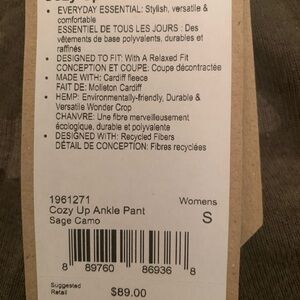 • EVERYDAY ESSENTIAL: Stylish, versatile &
comfortable
ESSENTIEL DE TOUS LES JOURS : Des
vêtements de base polyvalents, durables et
raffinés
• DESIGNED TO FIT: With A Relaxed Fit
CONCEPTION ET COUPE: Coupe décontractée
• MADE WITH: Cardiff fleece
FAIT DE: Molleton Cardiff
• HEMP: Environmentally-friendly, Durable &
Versatile Wonder Crop
CHANVRE: Une fibre merveilleusement
écologique, durable et polyvalente
• DESIGNED WITH: Recycled Fibers
DÉTAIL DE CONCEPTION: Fibres recyclées
1961271
Womens
Cozy Up Ankle Pant
S
Sage Camo
8 89760 86936 8
Suggested
Retail
$89.00